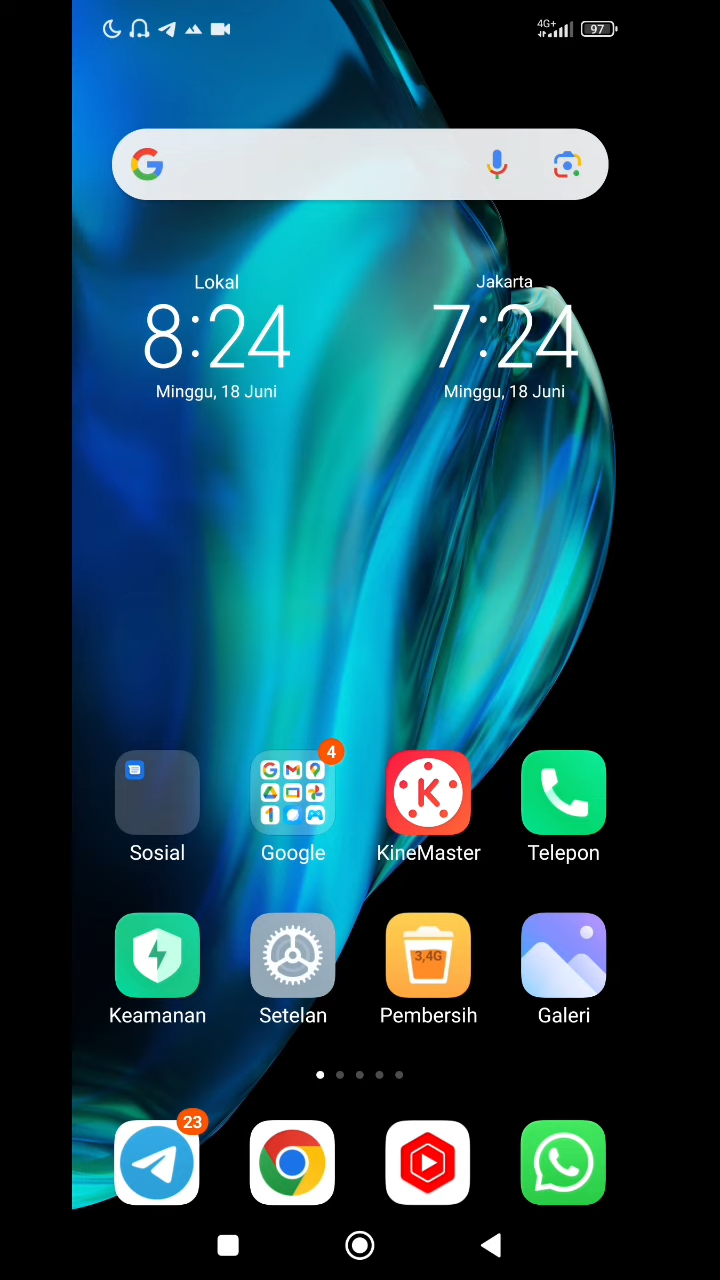 4G+
97
Lokal
8:24
Minggu, 18 Juni
Jakarta
7:24
Minggu, 18 Juni
4
Sosial
Google
KineMaster
Telepon
3,4G
Keamanan
Setelan
Pembersih
Galeri
23